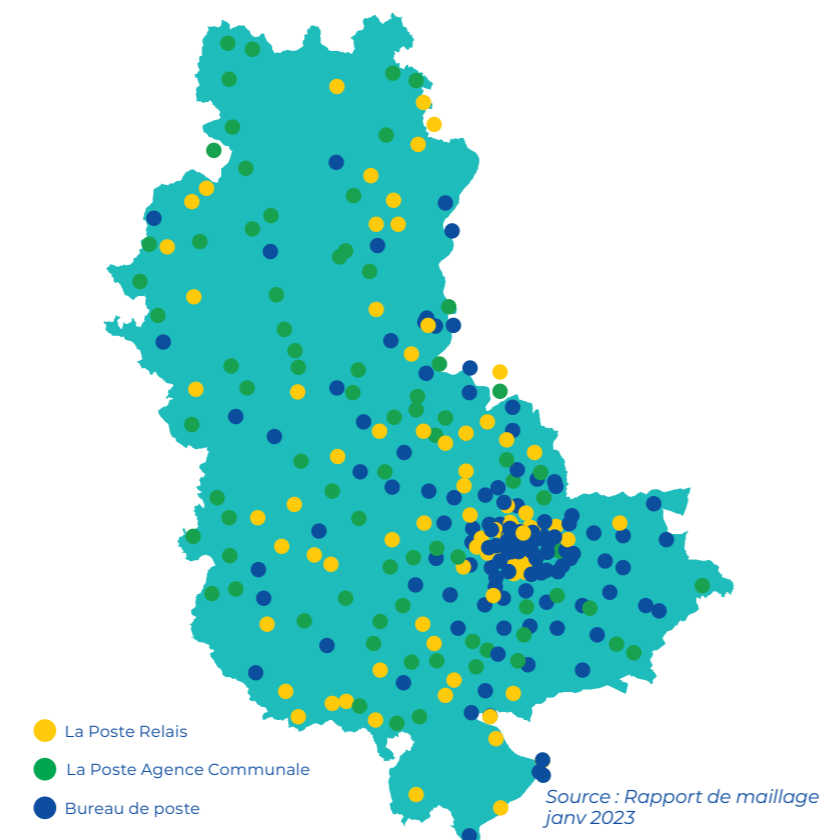 La Poste Relais
La Poste Agence Communale
Bureau de poste
Source : Rapport de maillage
janv 2023